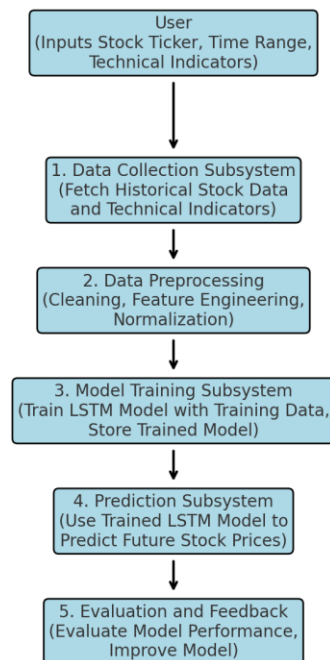 User
(Inputs Stock Ticker, Time Range,
Technical Indicators)
1. Data Collection Subsystem
(Fetch Historical Stock Data
and Technical Indicators)
2. Data Preprocessing
(Cleaning, Feature Engineering,
Normalization)
3. Model Training Subsystem
(Train LSTM Model with Training Data,
Store Trained Model)
4. Prediction Subsystem
(Use Trained LSTM Model to
Predict Future Stock Prices)
5. Evaluation and Feedback
(Evaluate Model Performance,
Improve Model)